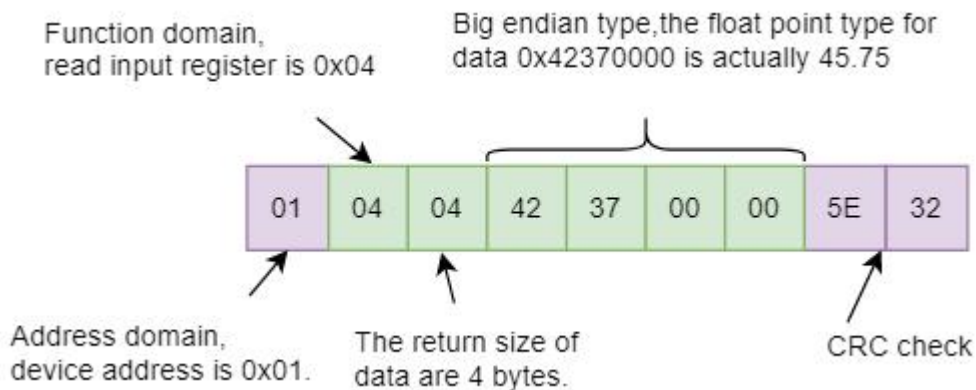 Function domain,
read input register is 0x04
Big endian type,the float point type for
data 0x42370000 is actually 45.75
01 04 04 42 37 00 00 5E 32
Address domain,
device address is 0x01.
The return size of
data are 4 bytes.
CRC check